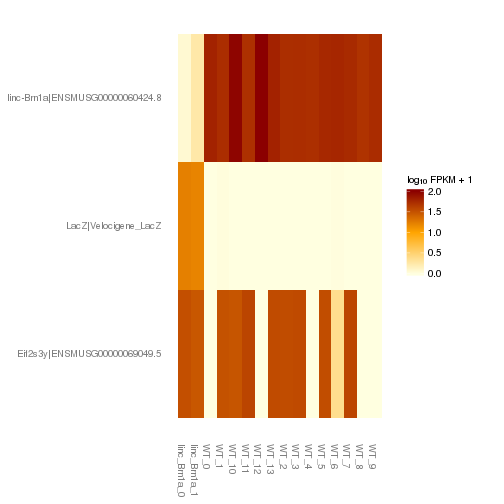 linc-Brn1a|ENSMUSG00000060424.8
LacZ|Velocigene_LacZ
Eif2s3y|ENSMUSG00000069049.5
log10 FPKM + 1
2.0
1.5
1.0
0.5
0.0
linc_Brn1a_0
linc_Brn1a_1
WT_0
WT_1
WT_10
WT_11
WT_12
WT_13
WT_2
WT_3
WT_4
WT_5
WT_6
WT_7
WT_8
WT_9